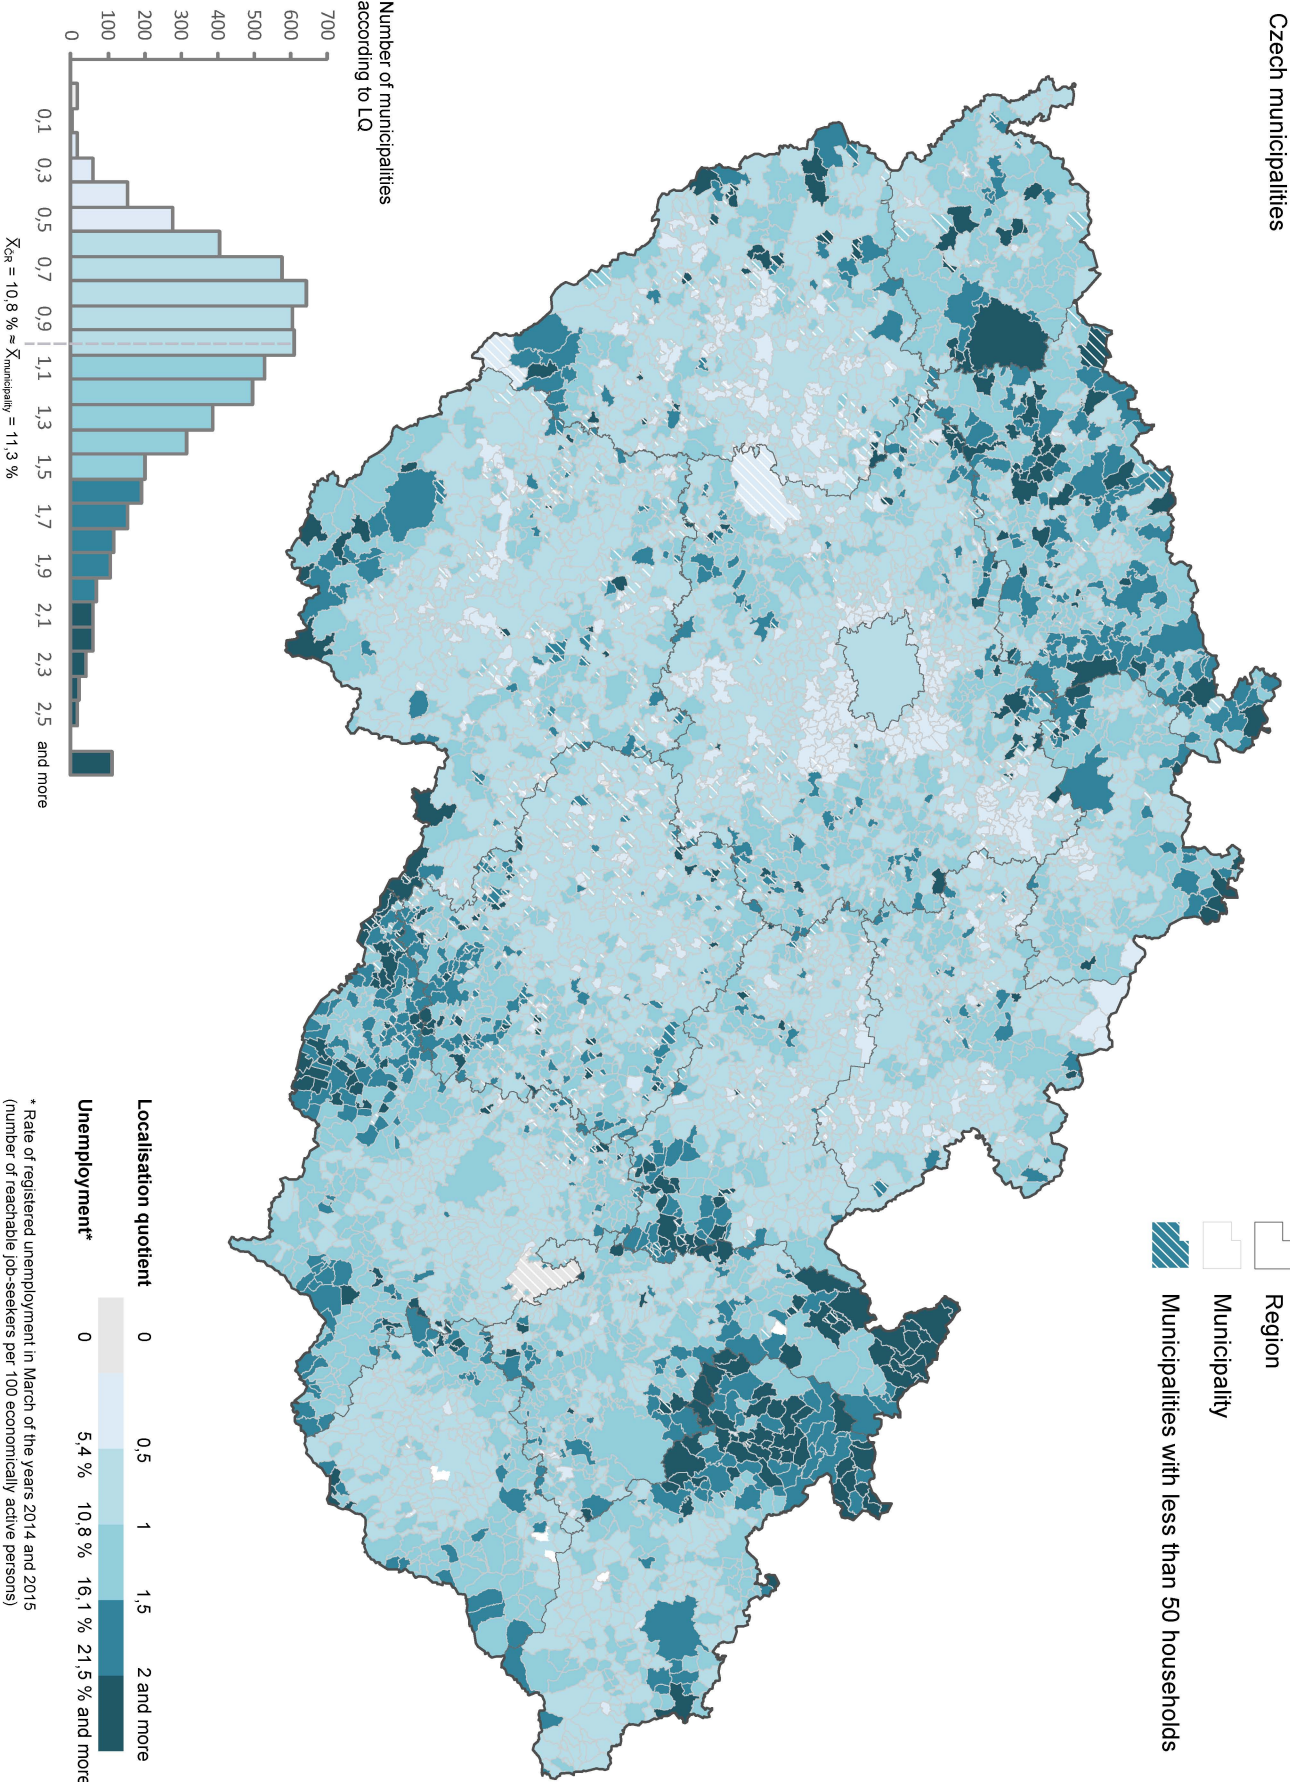 Czech municipalities
Region
Municipality
Municipalities with less than 50 households
Number of municipalities
according to LQ
700
600
500
400
300
200
100
0
0,1 0,3 0,5 0,7 0,9 1,1 1,3 1,5 1,7 1,9 2,1 2,3 2,5 and more
X̅ČR = 10,8 % ≈ X̅municipality = 11,3 %
Localisation quotient 0 0,5 1 1,5 2 and more
Unemployment* 0 5,4 % 10,8 % 16,1 % 21,5 % and more
* Rate of registered unemployment in March of the years 2014 and 2015
(number of reachable job-seekers per 100 economically active persons)